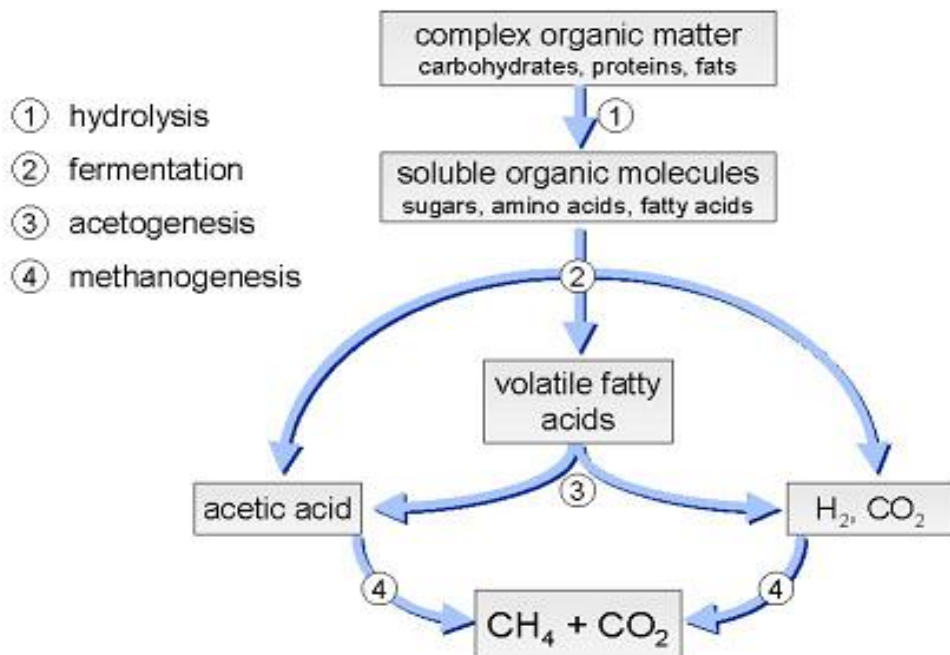 complex organic matter
carbohydrates, proteins, fats
① hydrolysis
② fermentation
③ acetogenesis
④ methanogenesis
①
soluble organic molecules
sugars, amino acids, fatty acids
②
volatile fatty
acids
③
acetic acid
H₂, CO₂
④
④
CH₄ + CO₂